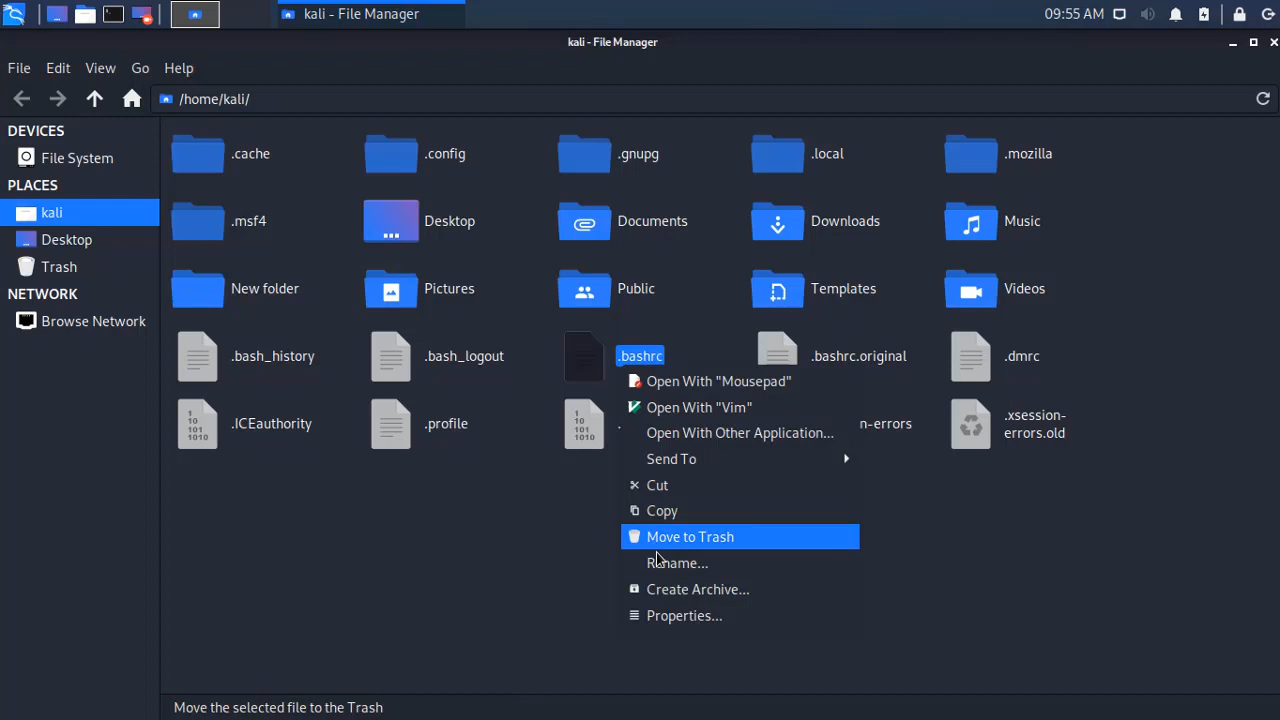 kali - File Manager
09:55 AM
kali - File Manager
File Edit View Go Help
/home/kali/
DEVICES
File System
PLACES
kali
Desktop
Trash
NETWORK
Browse Network
.cache .config .gnupg .local .mozilla
.msf4 Desktop Documents Downloads Music
New folder Pictures Public Templates Videos
.bash_history .bash_logout .bashrc .bashrc.original .dmrc
.ICEauthority .profile . n-errors .xsession-
errors.old
Open With "Mousepad"
Open With "Vim"
Open With Other Application...
Send To
Cut
Copy
Move to Trash
Rename...
Create Archive...
Properties...
Move the selected file to the Trash